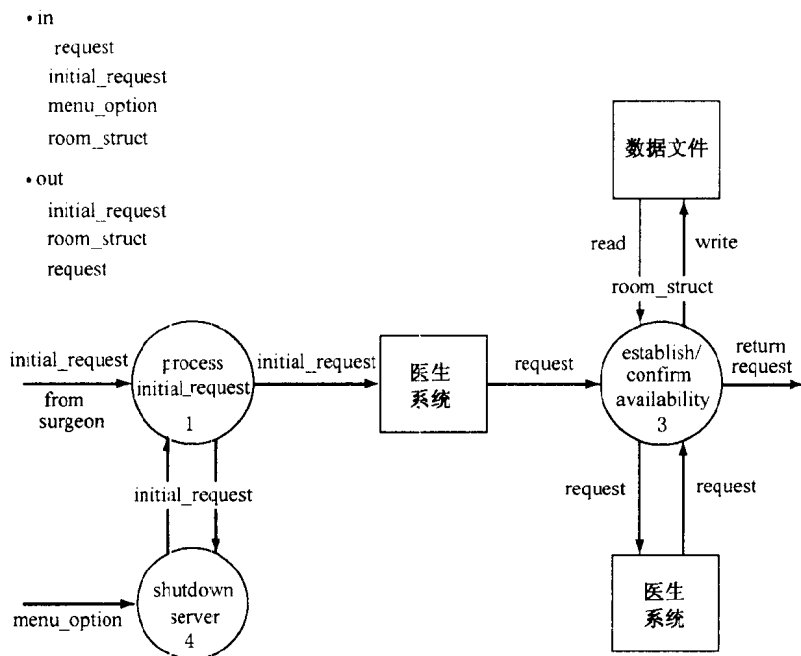 • in
request
initial_request
menu_option
room_struct
• out
initial_request
room_struct
request
数据文件
read
write
room_struct
initial_request
from
surgeon
process
initial_request
1
initial_request
医生
系统
request
establish/
confirm
availability
3
return
request
initial_request
request
request
menu_option
shutdown
server
4
医生
系统